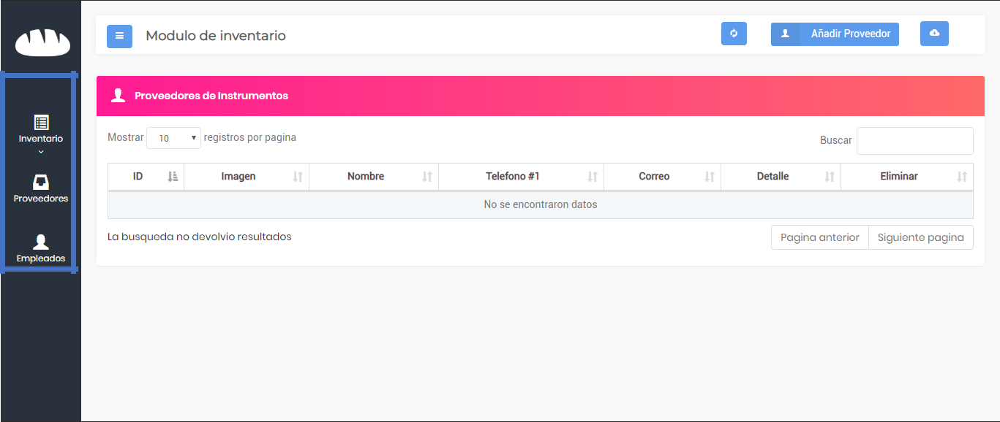 Modulo de inventario
Añadir Proveedor
Inventario
Proveedores
Empleados
Proveedores de Instrumentos
Mostrar 10 registros por pagina
Buscar
ID Imagen Nombre Telefono #1 Correo Detalle Eliminar
No se encontraron datos
La busqueda no devolvio resultados
Pagina anterior Siguiente pagina